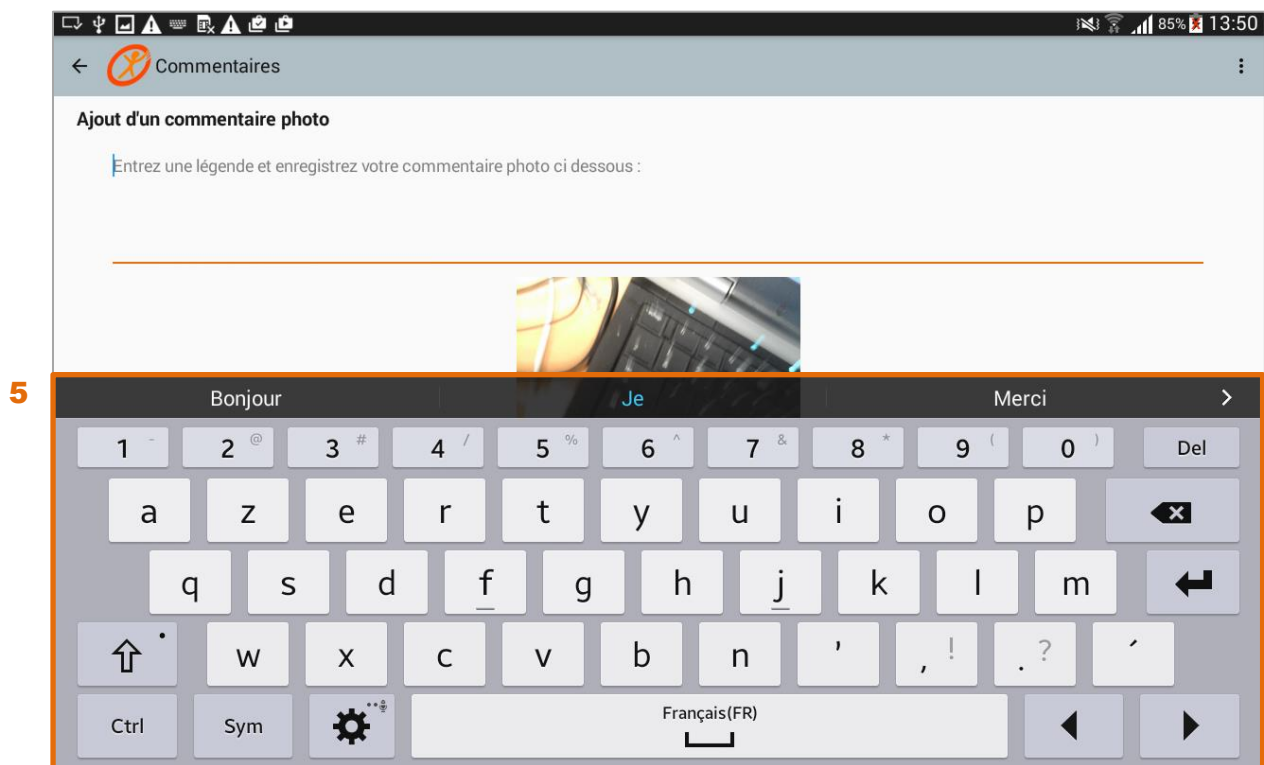 85% 13:50
Commentaires
Ajout d'un commentaire photo
Entrez une légende et enregistrez votre commentaire photo ci dessous :
5
Bonjour Je Merci >
1 - 2 @ 3 # 4 / 5 % 6 ^ 7 & 8 * 9 ( 0 ) Del
a z e r t y u i o p
q s d f g h j k l m
w x c v b n ' , ! . ? ´
Ctrl Sym Français(FR)